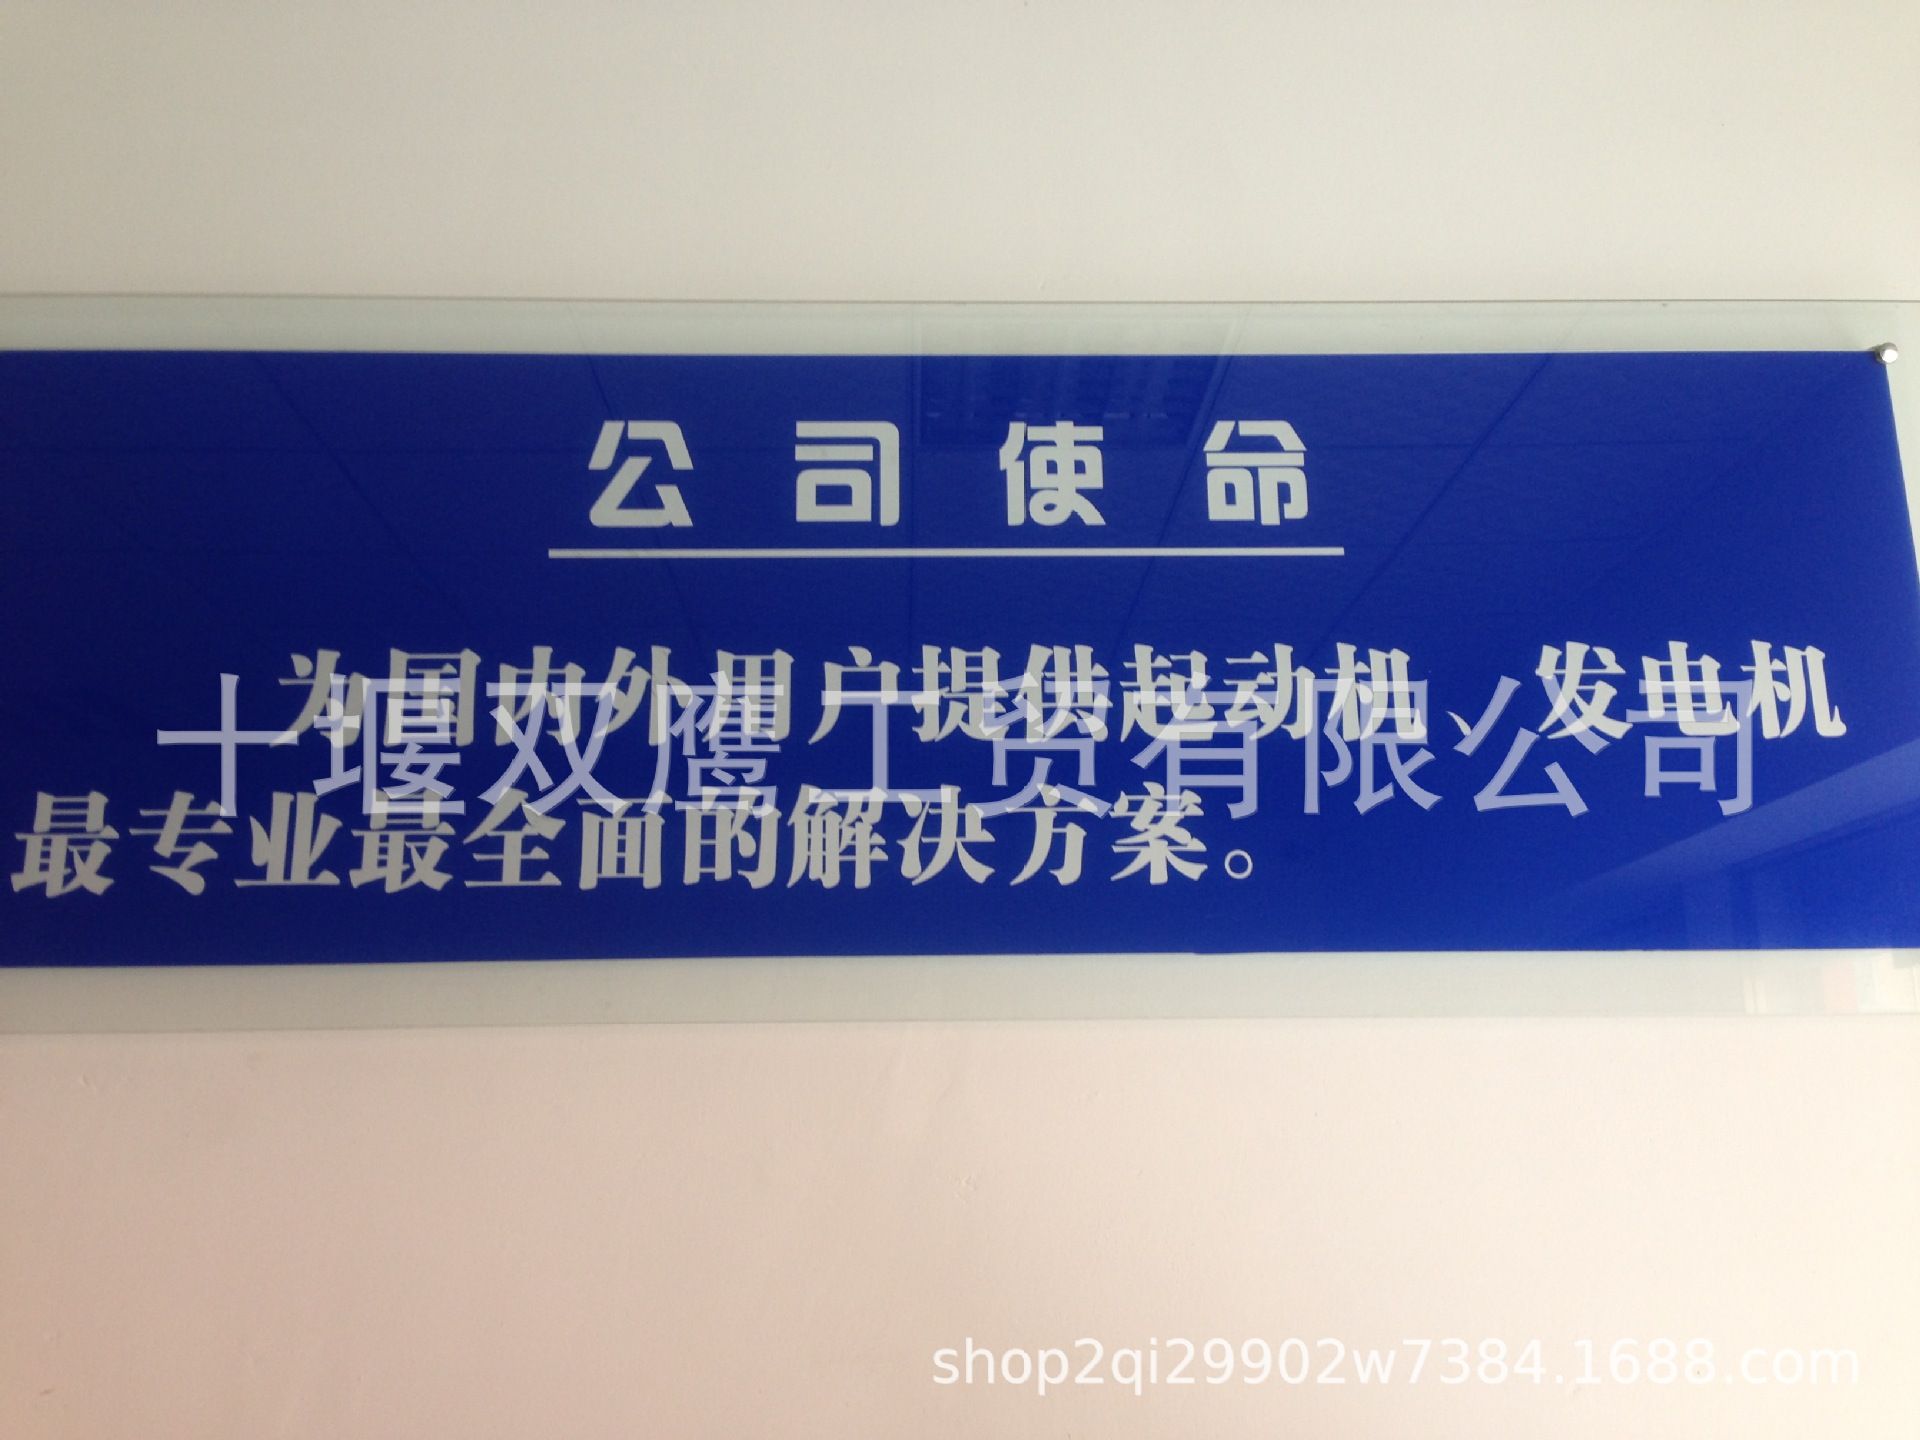 公司使命
为国内外用户提供起动机、发电机
十堰双鹰工贸有限公司
最专业最全面的解决方案。
shop2qi29902w7384.1688.com